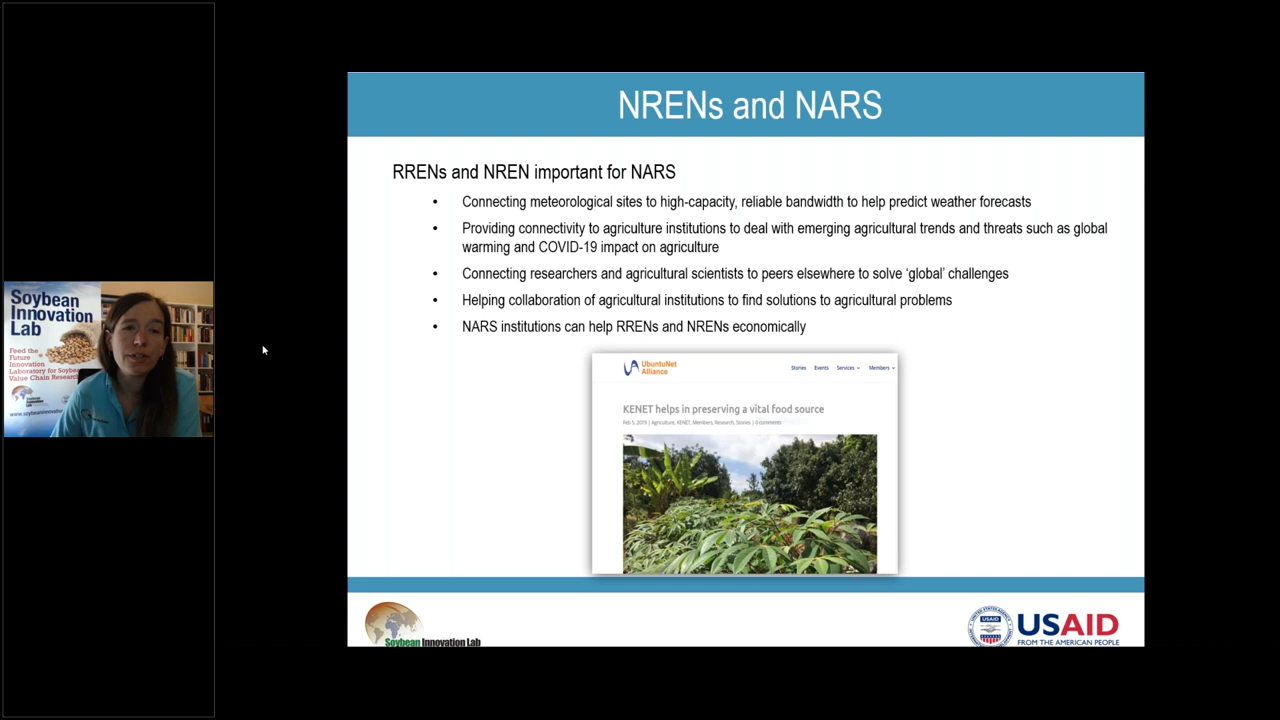 NRENs and NARS
RRENs and NREN important for NARS
• Connecting meteorological sites to high-capacity, reliable bandwidth to help predict weather forecasts
• Providing connectivity to agriculture institutions to deal with emerging agricultural trends and threats such as global
warming and COVID-19 impact on agriculture
• Connecting researchers and agricultural scientists to peers elsewhere to solve ‘global’ challenges
• Helping collaboration of agricultural institutions to find solutions to agricultural problems
• NARS institutions can help RRENs and NRENs economically
UbuntuNet
Alliance
Stories Events Services Members
KENET helps in preserving a vital food source
Feb 5, 2019 | Agriculture, KENET, Members, Research, Stories | 0 comments
Soybean Innovation Lab
USAID
USAID
FROM THE AMERICAN PEOPLE
Soybean
Innovation
Lab
Feed the
Future
Innovation
Laboratory for Soybean
Value Chain Research